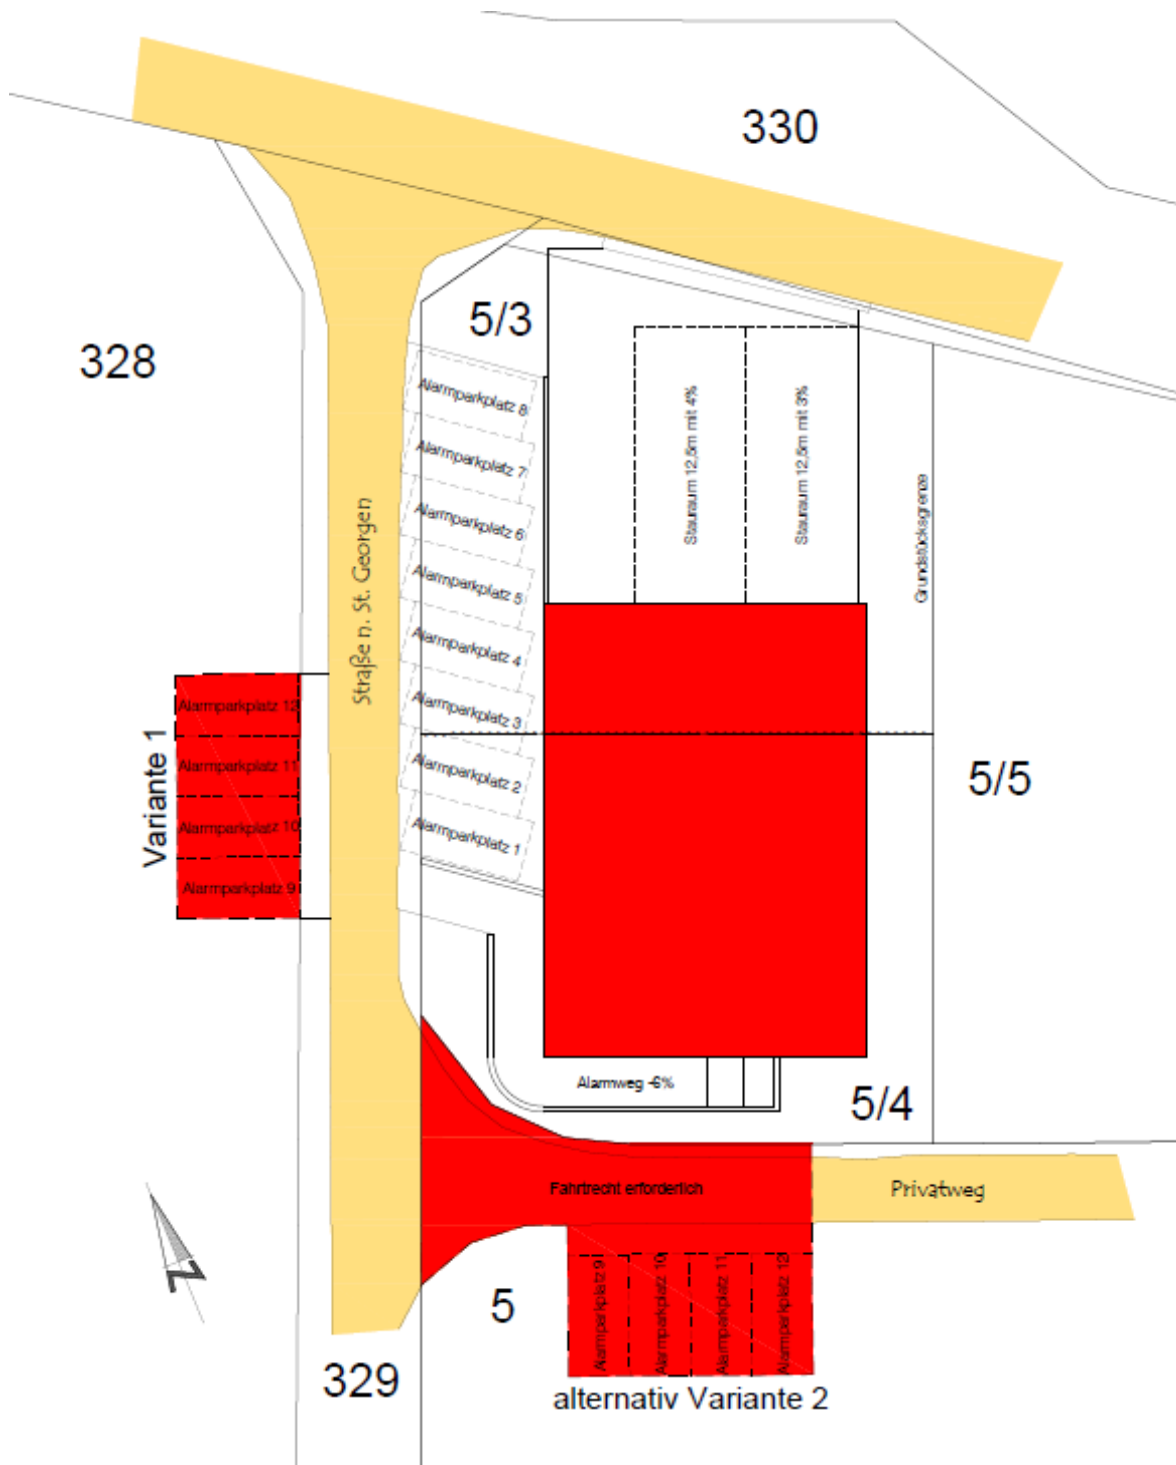 330
5/3
328
Alarmparkplatz 8
Alarmparkplatz 7
Alarmparkplatz 6
Alarmparkplatz 5
Alarmparkplatz 4
Alarmparkplatz 3
Alarmparkplatz 2
Alarmparkplatz 1
Stauraum 12,5m mit 4%
Stauraum 12,5m mit 3%
Grundstücksgrenze
Straße n. St. Georgen
Variante 1
Alarmparkplatz 12
Alarmparkplatz 11
Alarmparkplatz 10
Alarmparkplatz 9
5/5
Alarmweg -6%
5/4
Fahrtrecht erforderlich
Privatweg
N
5
Alarmparkplatz 9
Alarmparkplatz 10
Alarmparkplatz 11
Alarmparkplatz 12
329
alternativ Variante 2